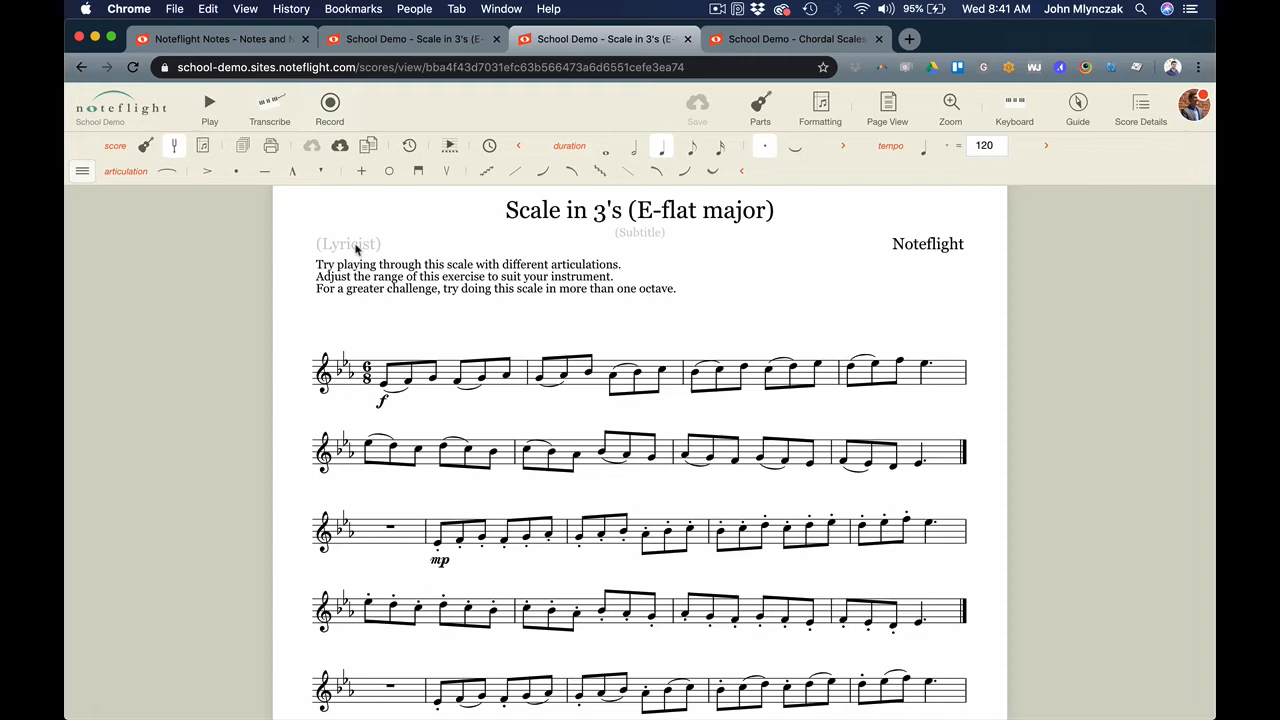 Chrome File Edit View History Bookmarks People Tab Window Help 95% Wed 8:41 AM John Mlynczak
Noteflight Notes - Notes and N School Demo - Scale in 3's (E- School Demo - Scale in 3's (E- School Demo - Chordal Scales
school-demo.sites.noteflight.com/scores/view/bba4f43d7031efc63b566473a6d6551cefe3ea74
noteflight
School Demo
Play Transcribe Record Save Parts Formatting Page View Zoom Keyboard Guide Score Details
score duration tempo = 120
articulation
Scale in 3's (E-flat major)
(Subtitle)
(Lyricist) Noteflight
Try playing through this scale with different articulations.
Adjust the range of this exercise to suit your instrument.
For a greater challenge, try doing this scale in more than one octave.
6
8
f
mp